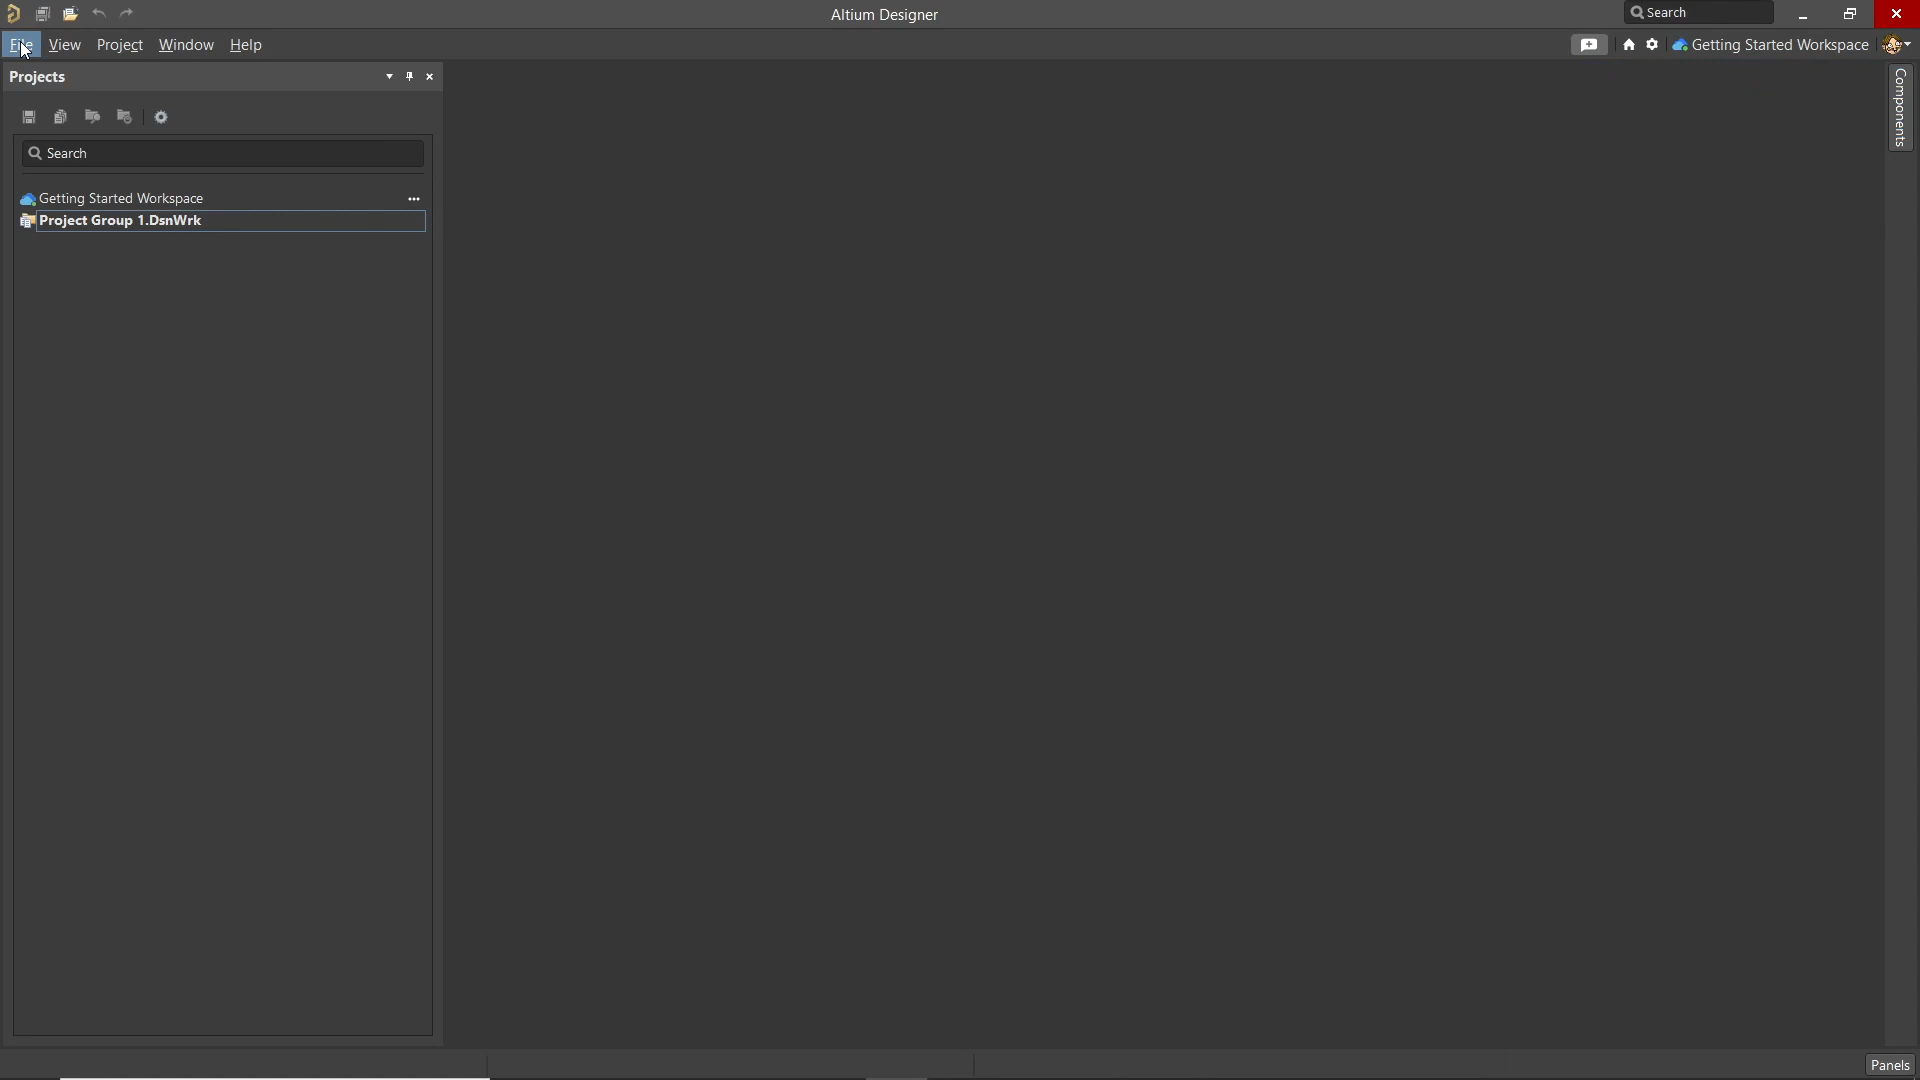 Altium Designer
Search
File View Project Window Help
Getting Started Workspace
Projects
Components
Search
Getting Started Workspace
Project Group 1.DsnWrk
Panels